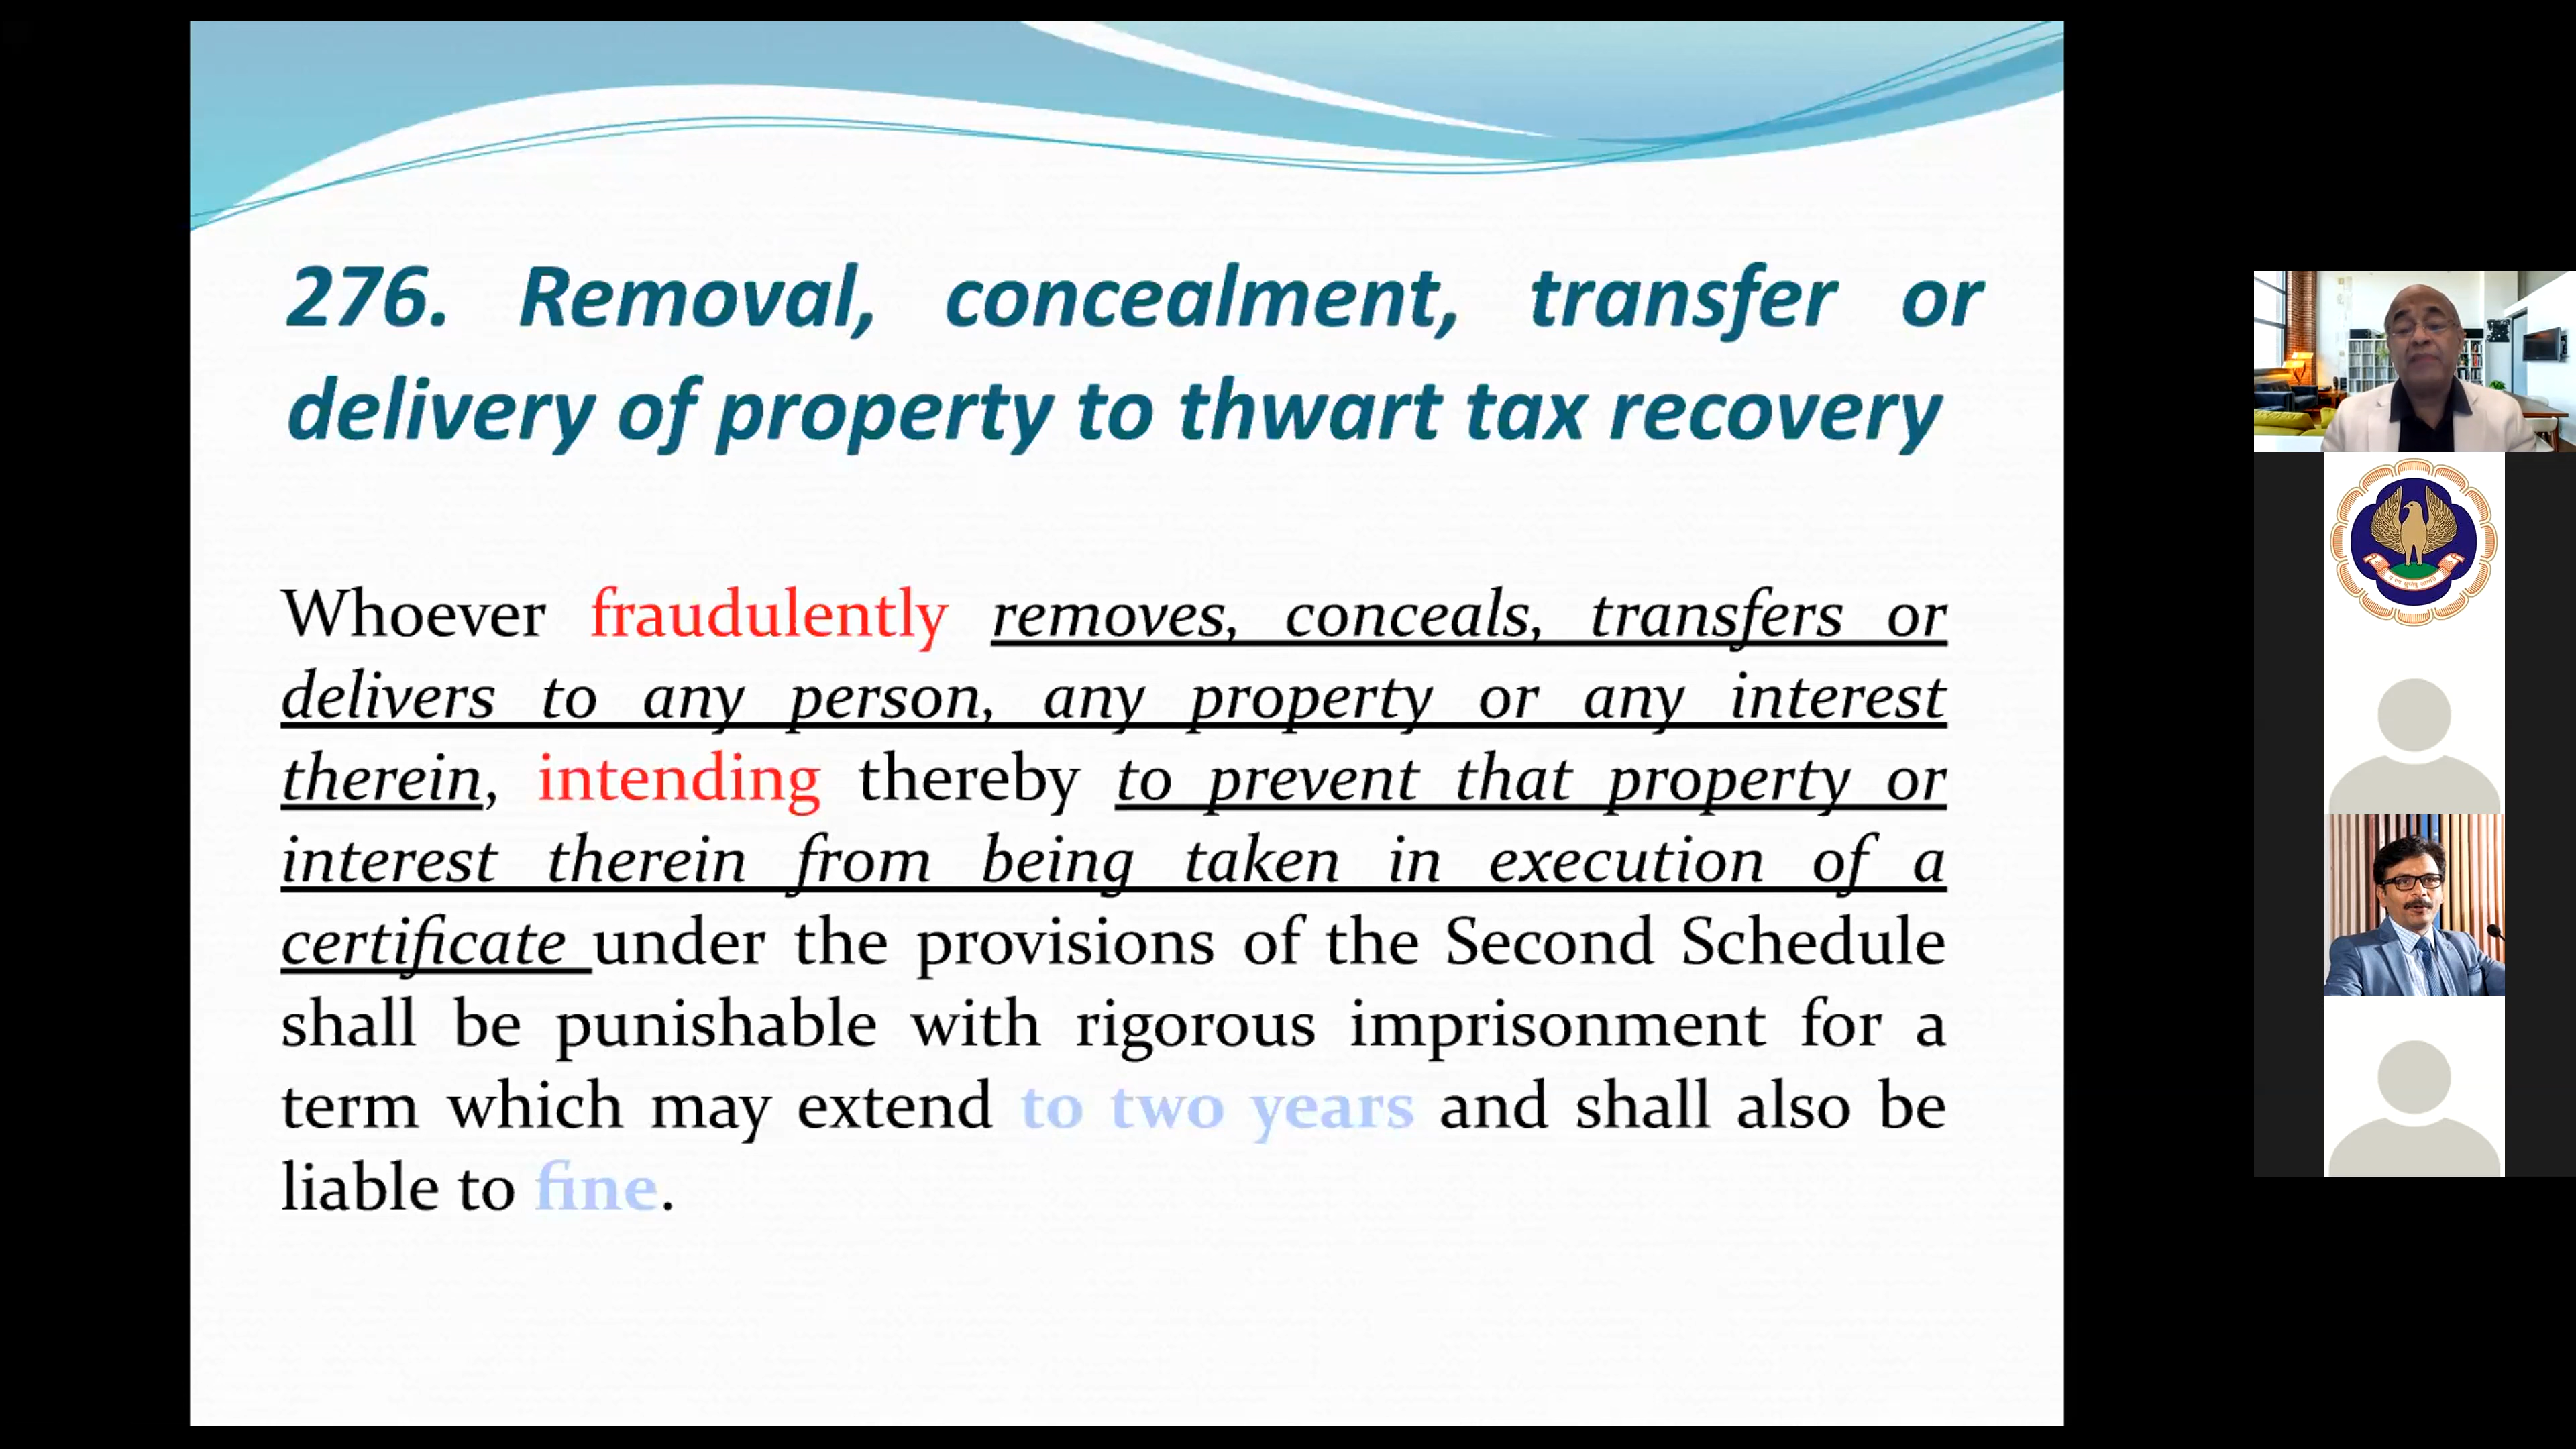 276. Removal, concealment, transfer or
delivery of property to thwart tax recovery
Whoever fraudulently removes, conceals, transfers or
delivers to any person, any property or any interest
therein, intending thereby to prevent that property or
interest therein from being taken in execution of a
certificate under the provisions of the Second Schedule
shall be punishable with rigorous imprisonment for a
term which may extend to two years and shall also be
liable to fine.